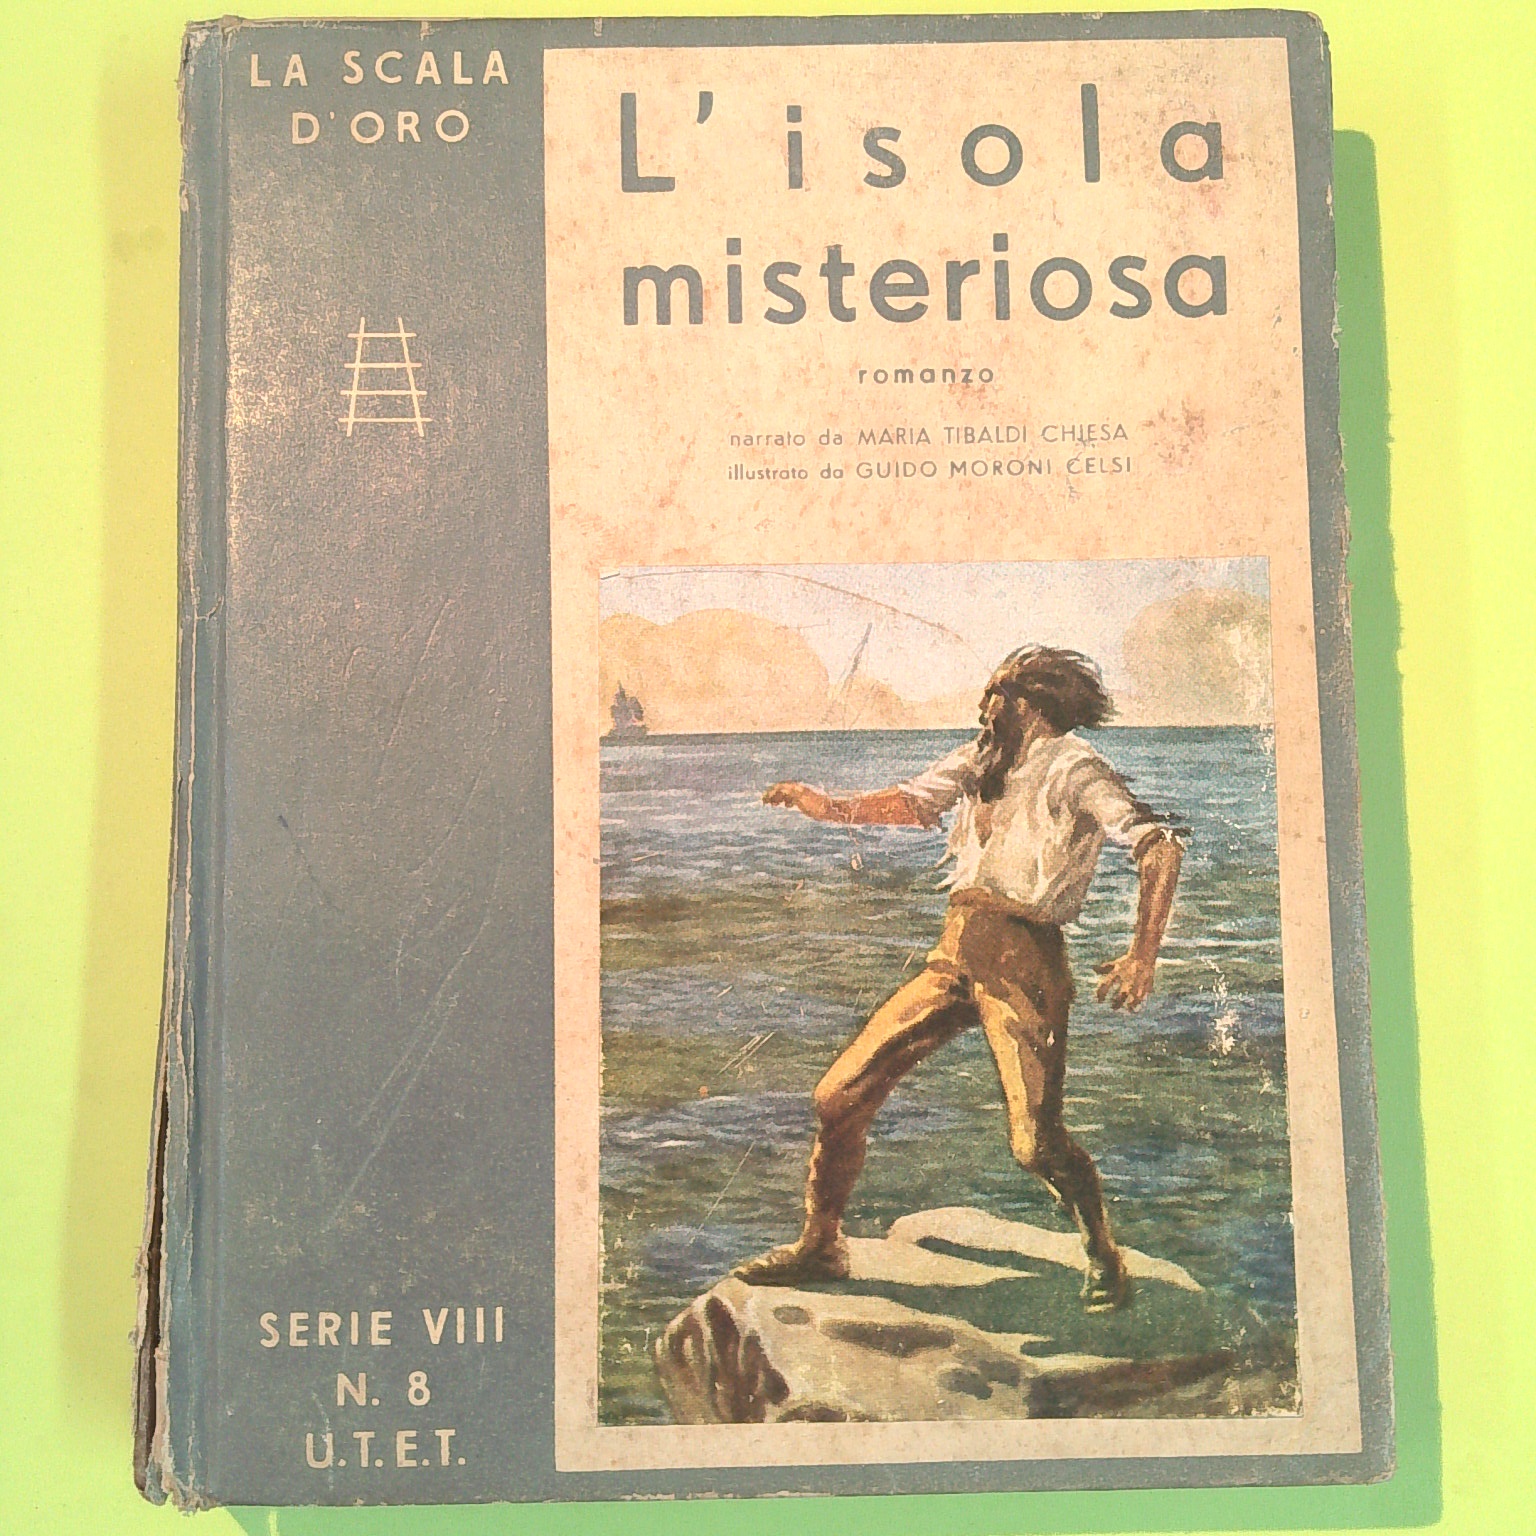 LA SCALA
D'ORO
L'isola
misteriosa
romanzo
narrato da MARIA TIBALDI CHIESA
illustrato da GUIDO MORONI CELSI
SERIE VIII
N. 8
U.T.E.T.